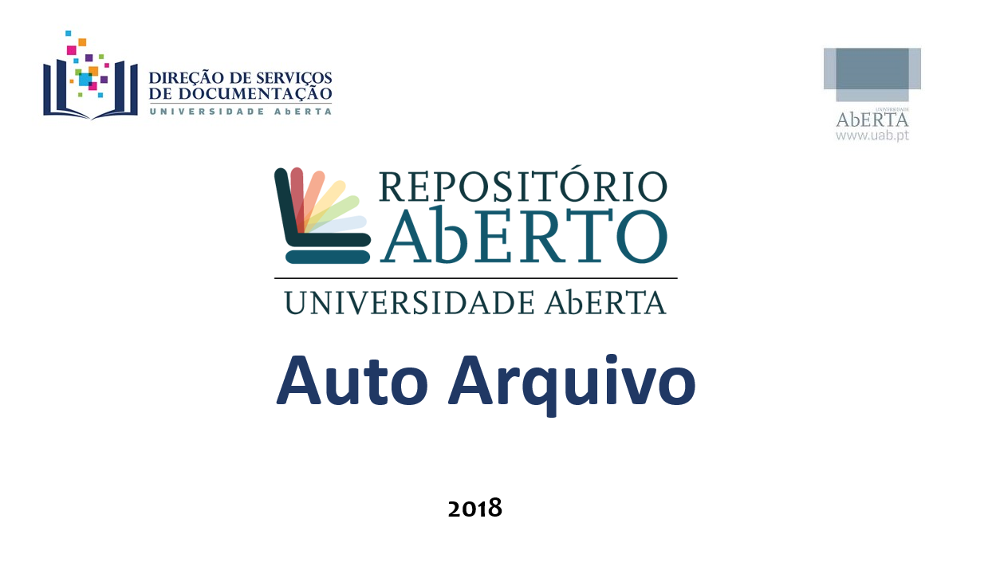 DIREÇÃO DE SERVIÇOS
DE DOCUMENTAÇÃO
UNIVERSIDADE AbERTA
UNIVERSIDADE
AbERTA
www.uab.pt
REPOSITÓRIO
AbERTO
UNIVERSIDADE AbERTA
Auto Arquivo
2018